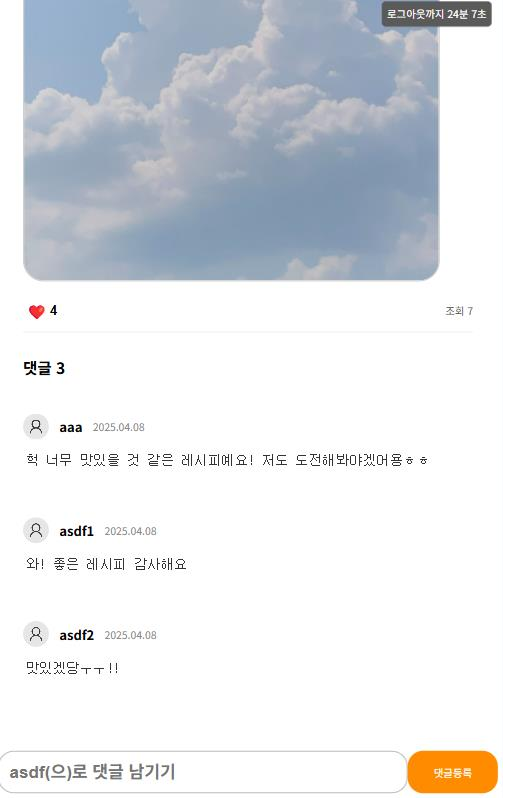 로그아웃까지 24분 7초
4
조회 7
댓글 3
aaa 2025.04.08
헉 너무 맛있을 것 같은 레시피예요! 저도 도전해봐야겠어용ㅎㅎ
asdf1 2025.04.08
와! 좋은 레시피 감사해요
asdf2 2025.04.08
맛있겠당ㅜㅜ!!
asdf(으)로 댓글 남기기
댓글등록